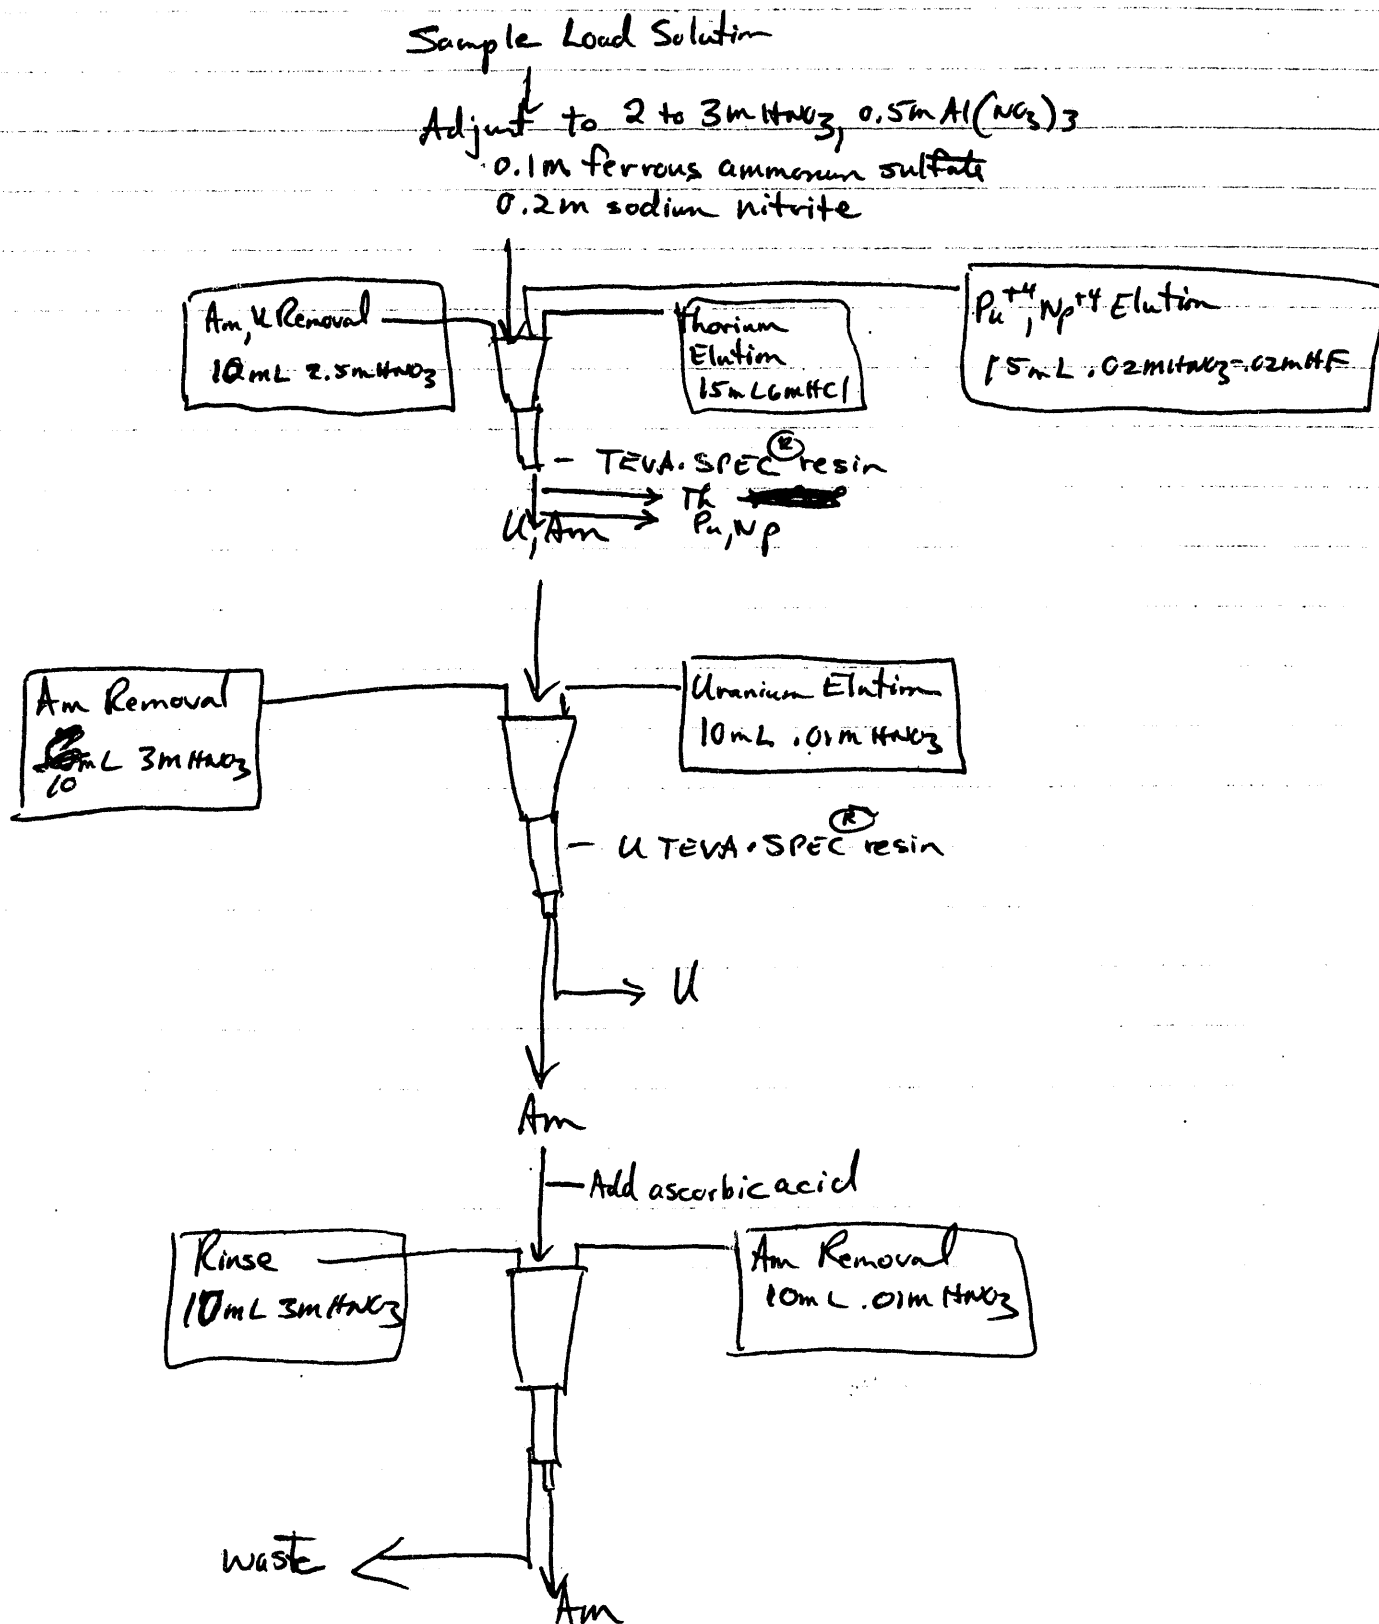 Sample Load Solution
Adjust to 2 to 3m HNO3, 0.5m Al(NO3)3
0.1m ferrous ammonium sulfate
0.2m sodium nitrite
Am, U Removal
10mL 2.5m HNO3
Thorium
Elution
15mL 6m HCl
Pu+4, Np+4 Elution
15mL .02m HNO3-.02m HF
TEVA.SPEC® resin
Th
U, Am
Pu, Np
Am Removal
10 mL 3m HNO3
Uranium Elution
10mL .01m HNO3
U TEVA.SPEC® resin
U
Am
Add ascorbic acid
Rinse
10mL 3m HNO3
Am Removal
10mL .01m HNO3
waste
Am